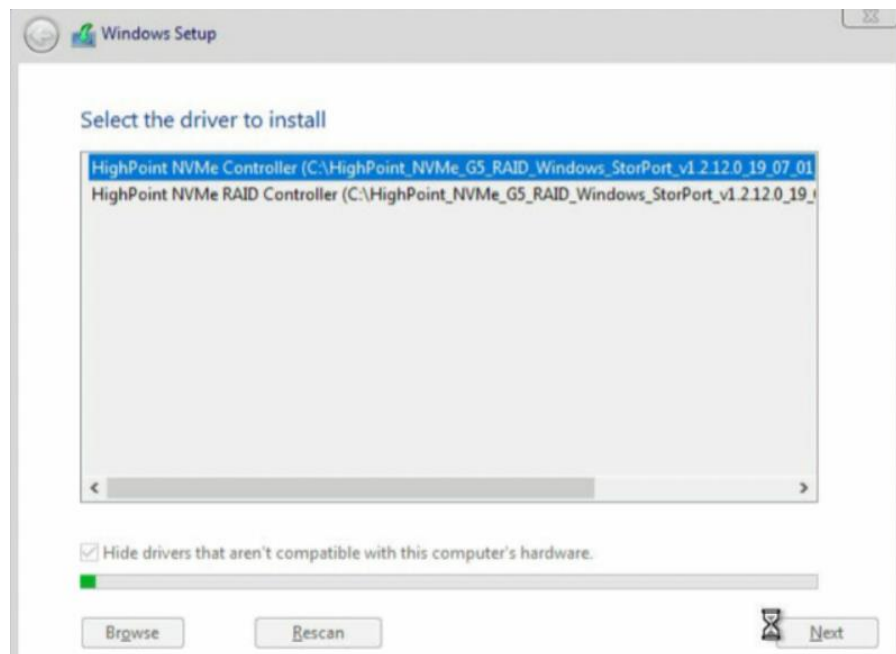 Windows Setup
Select the driver to install
HighPoint NVMe Controller (C:\HighPoint_NVMe_G5_RAID_Windows_StorPort_v1.2.12.0_19_07_01
HighPoint NVMe RAID Controller (C:\HighPoint_NVMe_G5_RAID_Windows_StorPort_v1.2.12.0_19_
Hide drivers that aren't compatible with this computer's hardware.
Browse Rescan Next